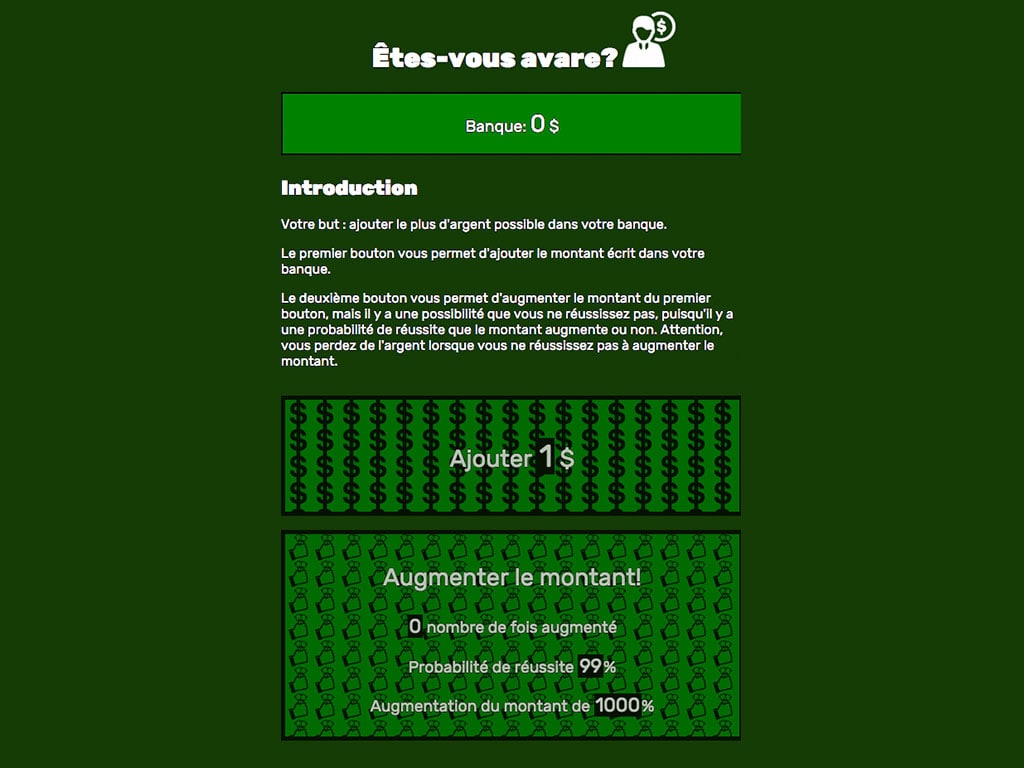 Êtes-vous avare?
Banque: 0 $
Introduction
Votre but : ajouter le plus d'argent possible dans votre banque.
Le premier bouton vous permet d'ajouter le montant écrit dans votre
banque.
Le deuxième bouton vous permet d'augmenter le montant du premier
bouton, mais il y a une possibilité que vous ne réussissez pas, puisqu'il y a
une probabilité de réussite que le montant augmente ou non. Attention,
vous perdez de l'argent lorsque vous ne réussissez pas à augmenter le
montant.
Ajouter 1 $
Augmenter le montant!
0 nombre de fois augmenté
Probabilité de réussite 99%
Augmentation du montant de 1000%